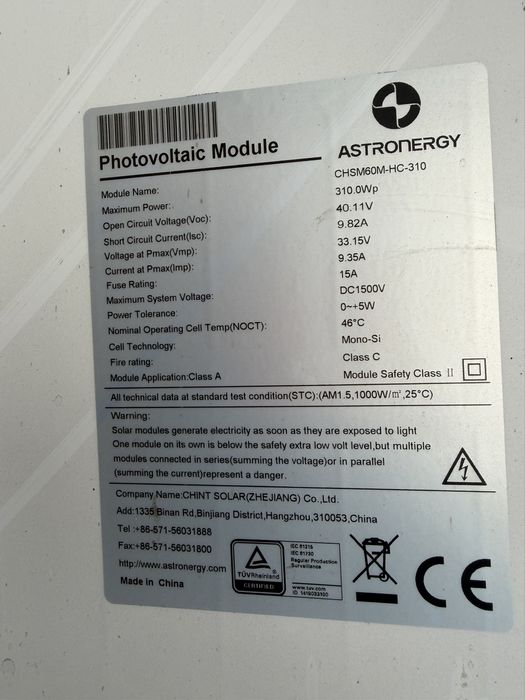 Photovoltaic Module
ASTRONERGY
Module Name: CHSM60M-HC-310
Maximum Power: 310.0Wp
Open Circuit Voltage(Voc): 40.11V
Short Circuit Current(Isc): 9.82A
Voltage at Pmax(Vmp): 33.15V
Current at Pmax(Imp): 9.35A
Fuse Rating: 15A
Maximum System Voltage: DC1500V
Power Tolerance: 0~+5W
Nominal Operating Cell Temp(NOCT): 46°C
Cell Technology: Mono-Si
Fire rating: Class C
Module Application:Class A Module Safety Class II
All technical data at standard test condition(STC):(AM1.5,1000W/㎡,25°C)
Warning:
Solar modules generate electricity as soon as they are exposed to light
One module on its own is below the safety extra low volt level,but multiple
modules connected in series(summing the voltage)or in parallel
(summing the current)represent a danger.
Company Name:CHINT SOLAR(ZHEJIANG) Co.,Ltd.
Add:1335 Binan Rd,Binjiang District,Hangzhou,310053,China
Tel :+86-571-56031888
Fax:+86-571-56031800
http://www.astronergy.com
Made in China
TÜVRheinland
CERTIFIED
IEC 61215
IEC 61730
Regular Production
Surveillance
www.tuv.com
ID 1419033100
CE